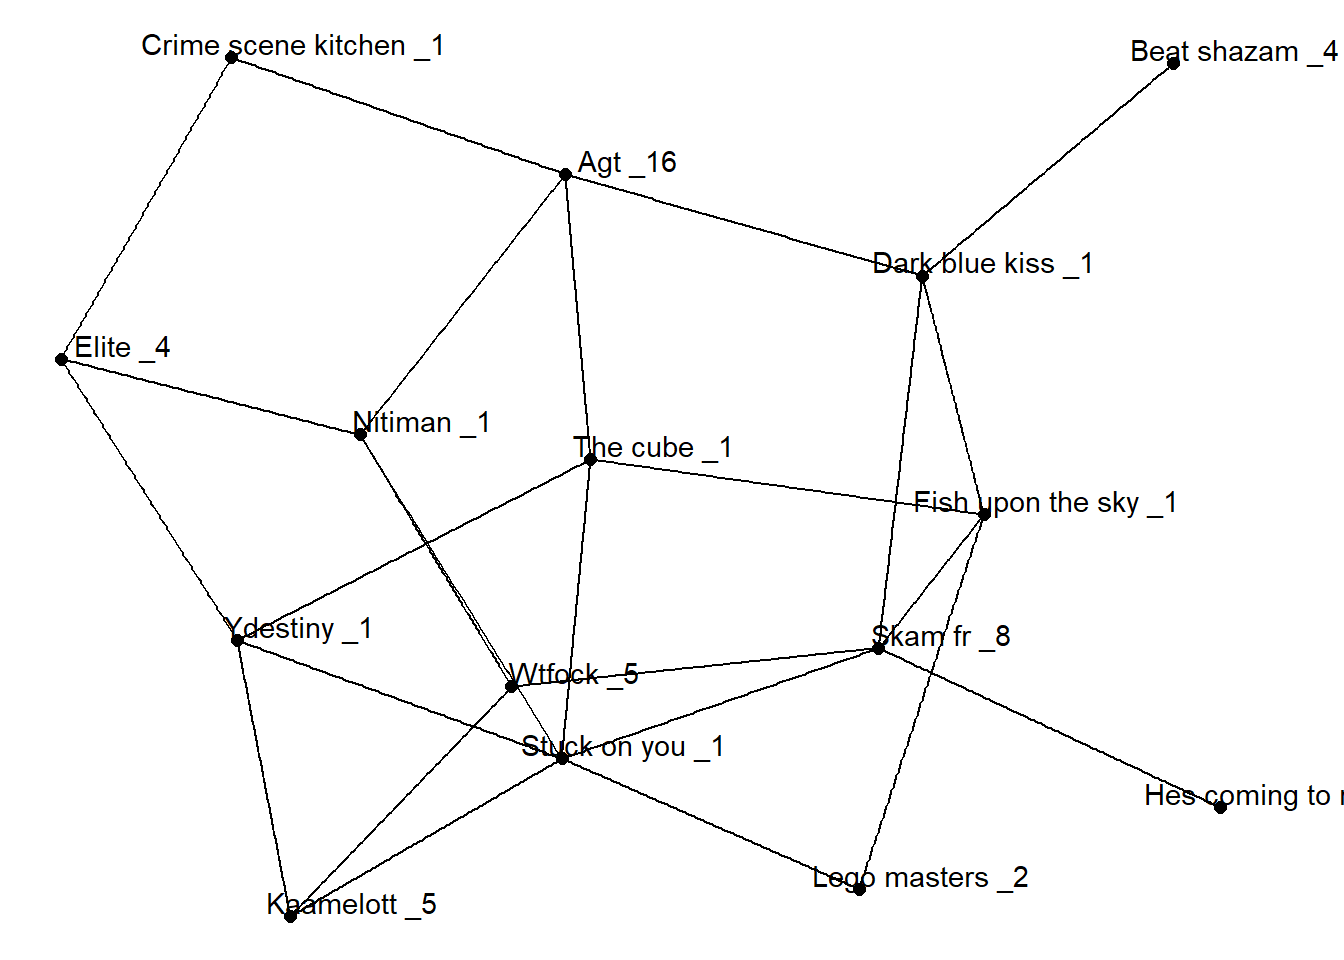 Crime scene kitchen _1
Beat shazam _4
Agt _16
Dark blue kiss _1
Elite _4
Nitiman _1
The cube _1
Fish upon the sky _1
Ydestiny _1
Skam fr _8
Wtfock _5
Stuck on you _1
Hes coming to
Lego masters _2
Kaamelott _5